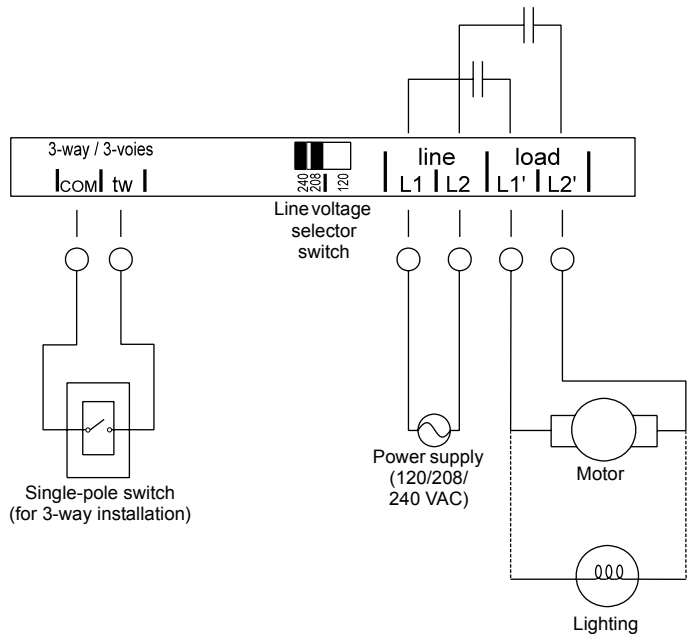 3-way / 3-voies
line
load
COM tw
240
208
120
L1 L2 L1' L2'
Line voltage
selector
switch
Power supply
(120/208/
240 VAC)
Motor
Single-pole switch
(for 3-way installation)
Lighting